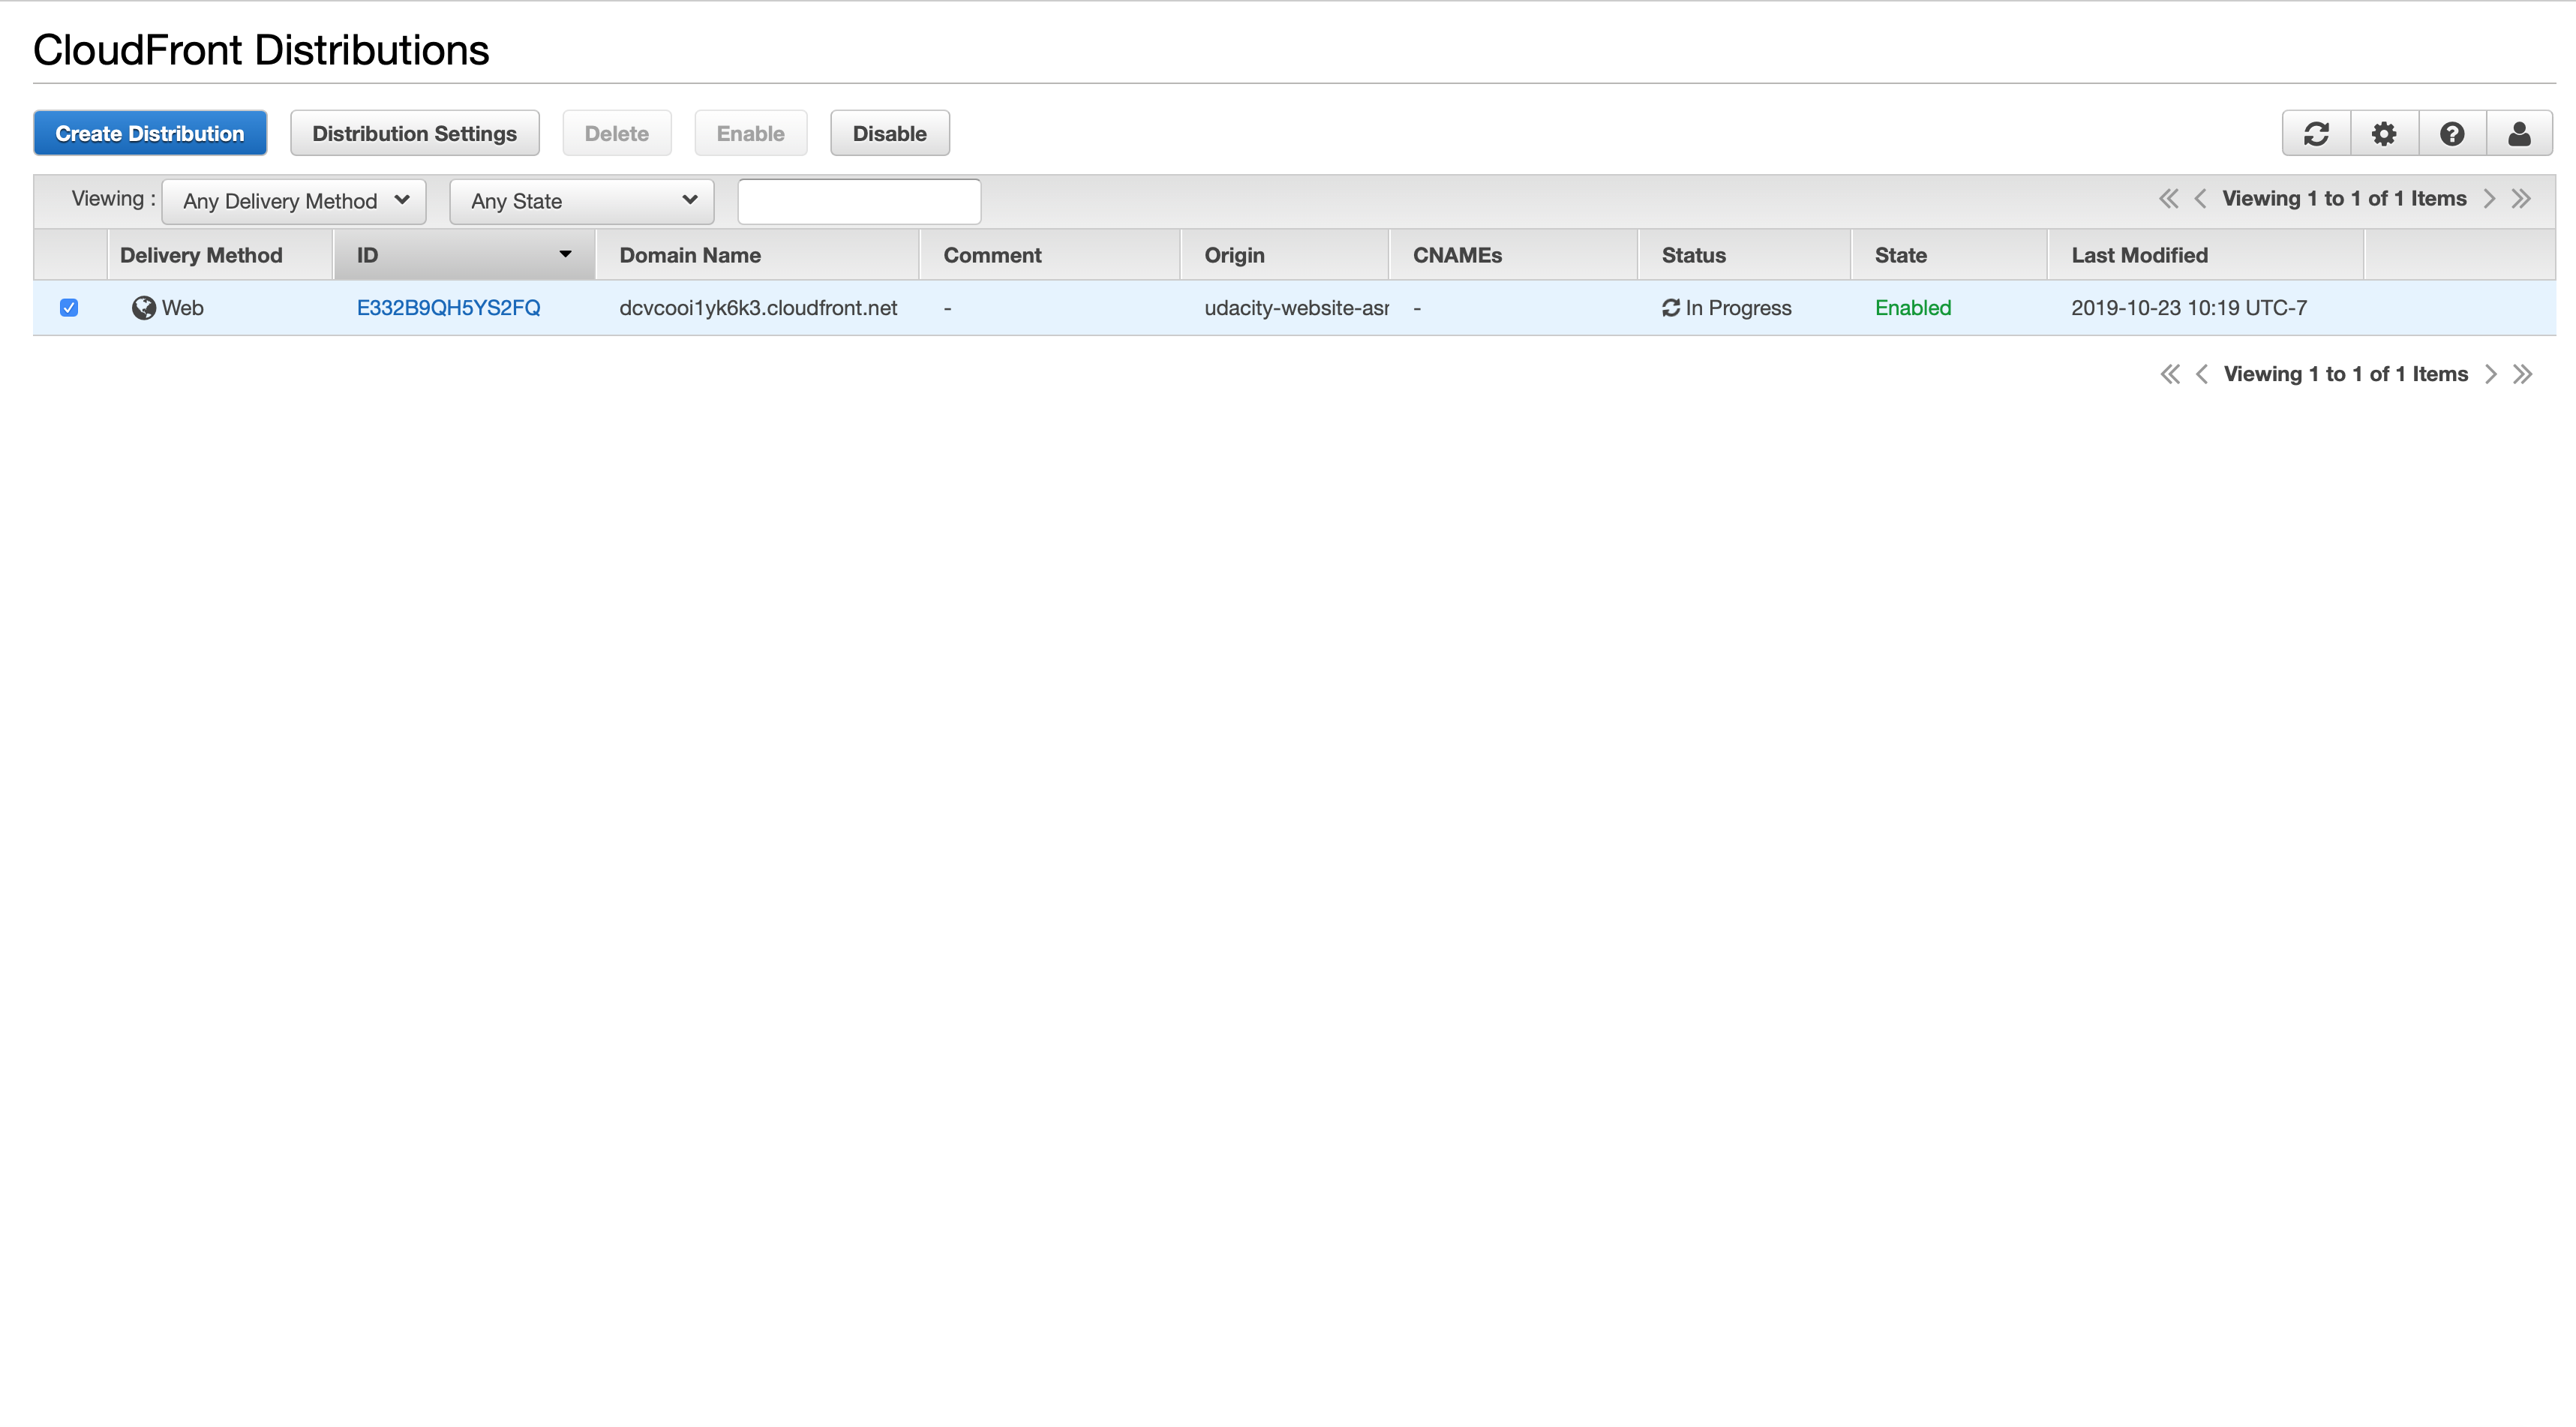 CloudFront Distributions
Create Distribution Distribution Settings Delete Enable Disable
Viewing : Any Delivery Method Any State Viewing 1 to 1 of 1 Items
Delivery Method ID Domain Name Comment Origin CNAMEs Status State Last Modified
Web E332B9QH5YS2FQ dcvcooi1yk6k3.cloudfront.net - udacity-website-asr - In Progress Enabled 2019-10-23 10:19 UTC-7
Viewing 1 to 1 of 1 Items